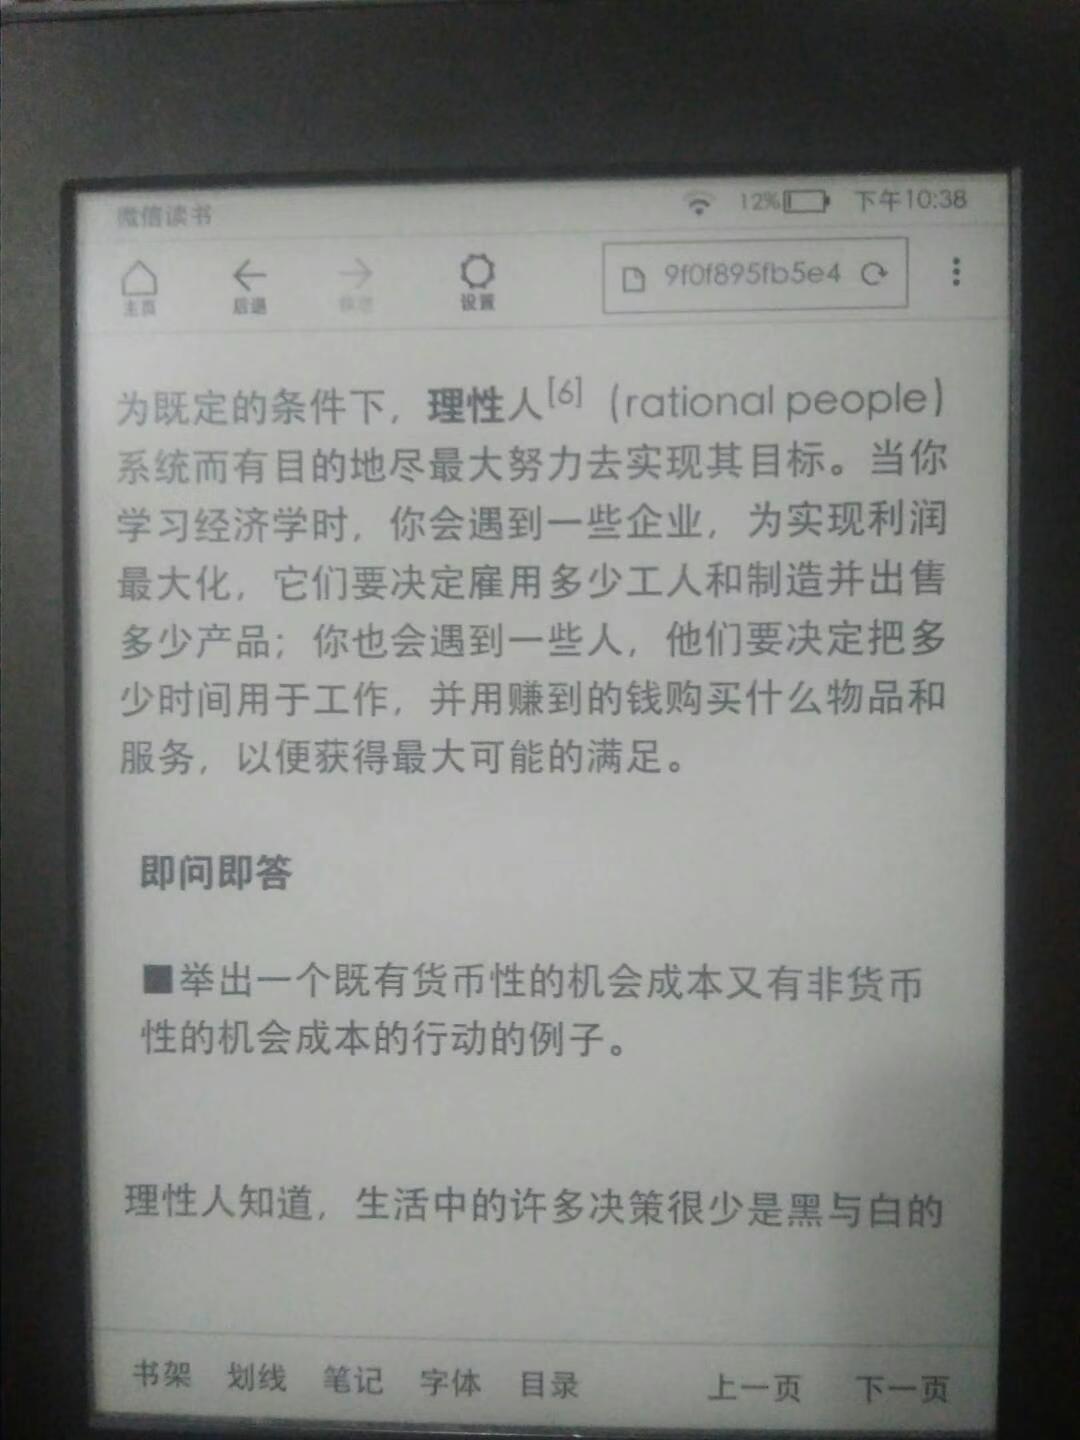 微信读书 12% 下午10:38
主页 后退 设置 9f0f895fb5e4
为既定的条件下，理性人[6]（rational people）
系统而有目的地尽最大努力去实现其目标。当你
学习经济学时，你会遇到一些企业，为实现利润
最大化，它们要决定雇用多少工人和制造并出售
多少产品；你也会遇到一些人，他们要决定把多
少时间用于工作，并用赚到的钱购买什么物品和
服务，以便获得最大可能的满足。
即问即答
■举出一个既有货币性的机会成本又有非货币
性的机会成本的行动的例子。
理性人知道，生活中的许多决策很少是黑与白的
书架 划线 笔记 字体 目录 上一页 下一页